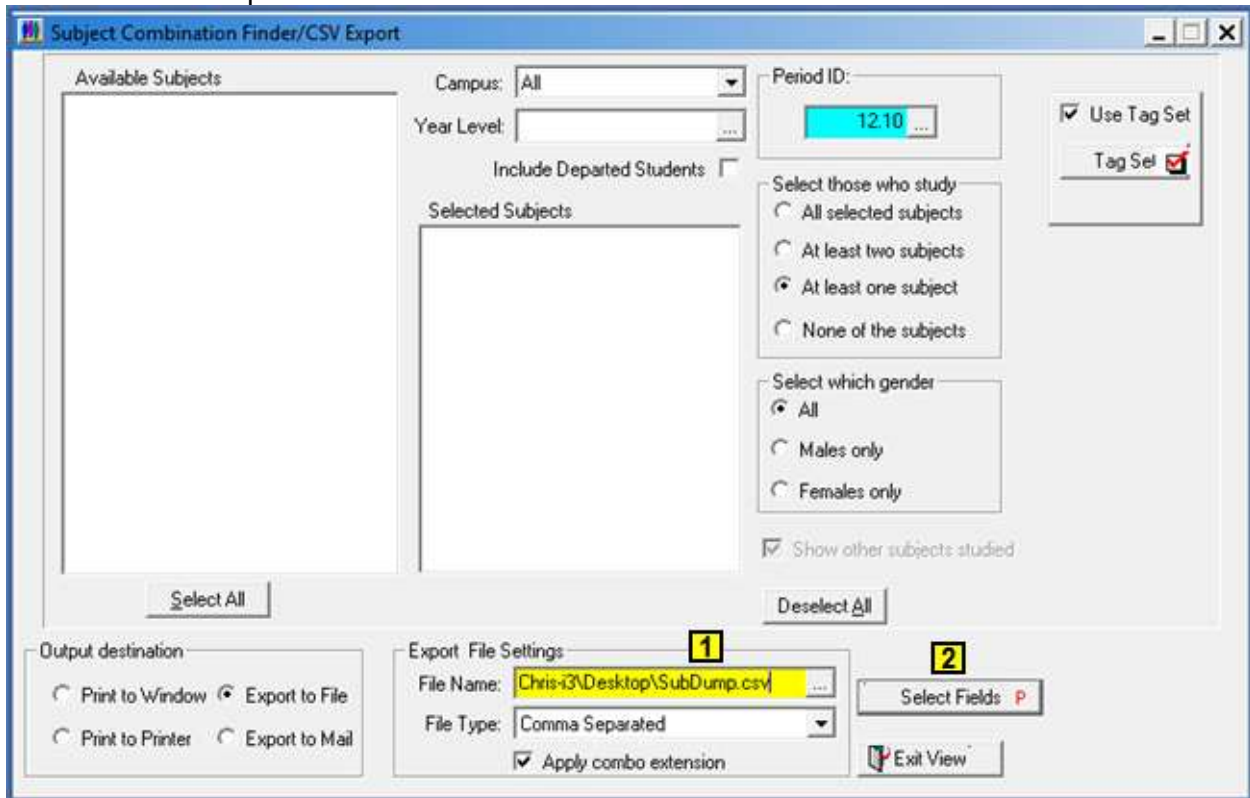 Subject Combination Finder/CSV Export
Available Subjects
Campus: All
Year Level: ...
Include Departed Students
Selected Subjects
Period ID:
12.10 ...
Use Tag Set
Tag Set
Select those who study
All selected subjects
At least two subjects
At least one subject
None of the subjects
Select which gender
All
Males only
Females only
Show other subjects studied
Select All
Deselect All
Output destination
Print to Window
Export to File
Print to Printer
Export to Mail
Export File Settings
1
File Name: Chris-i3\Desktop\SubDump.csv ...
File Type: Comma Separated
Apply combo extension
2
Select Fields P
Exit View